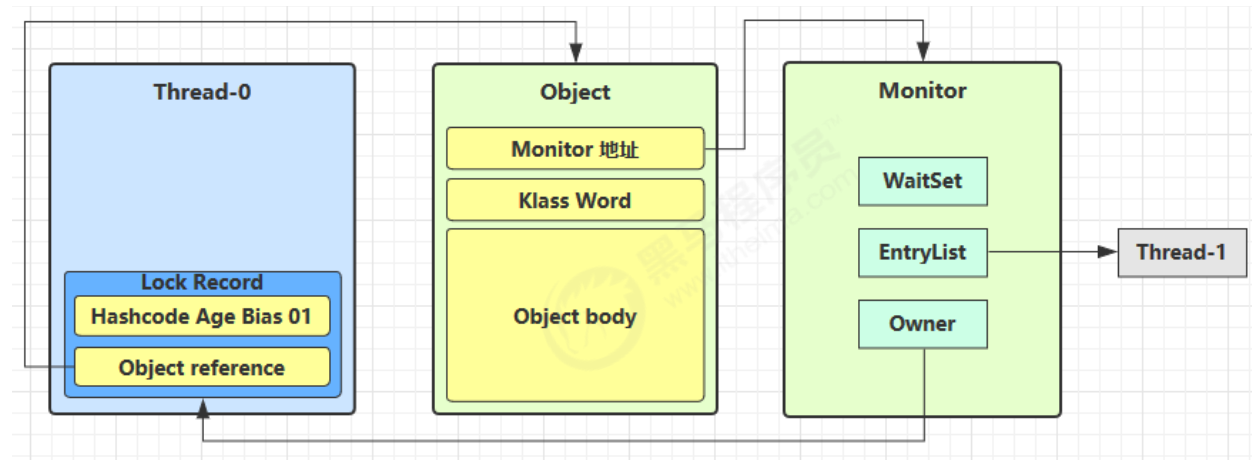 Thread-0
Lock Record
Hashcode Age Bias 01
Object reference
Object
Monitor 地址
Klass Word
Object body
Monitor
WaitSet
EntryList
Owner
Thread-1
黑马程序员
www.itheima.com